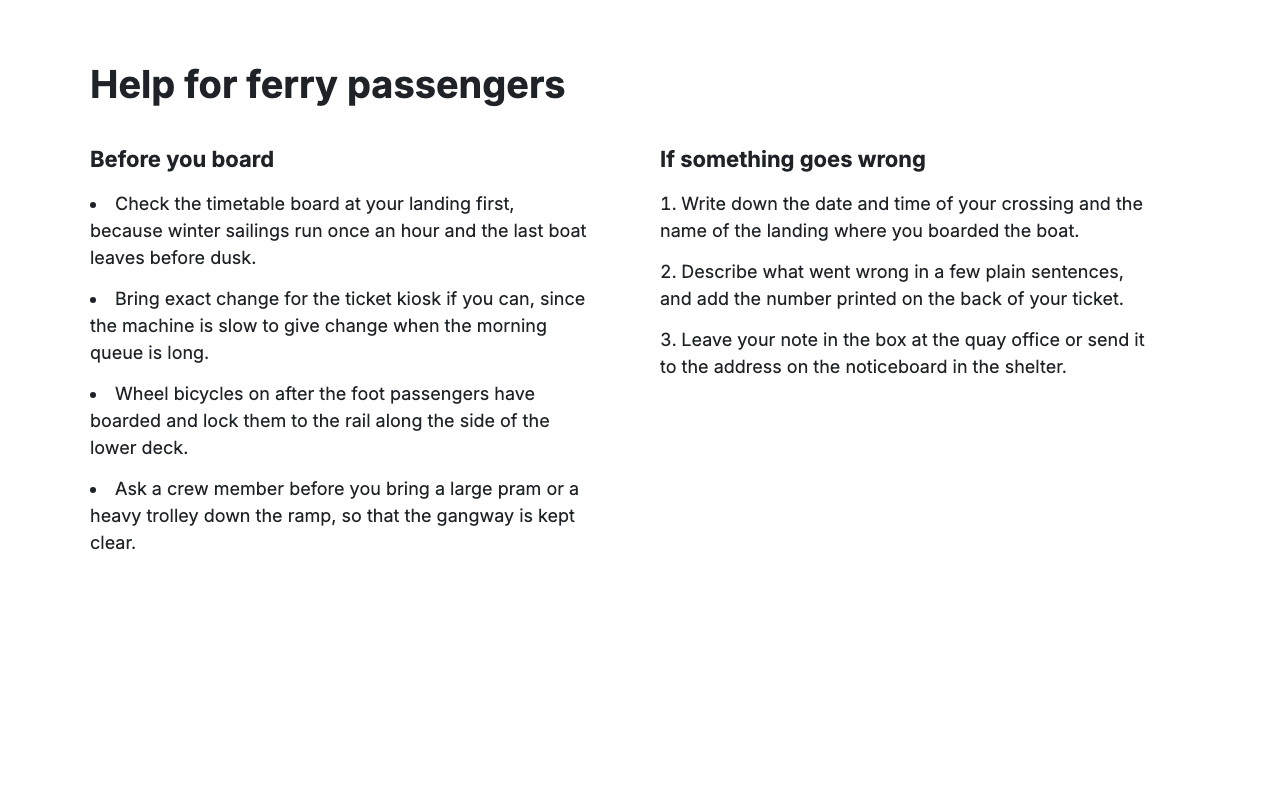 Help for ferry passengers
Before you board
• Check the timetable board at your landing first,
because winter sailings run once an hour and the last boat
leaves before dusk.
• Bring exact change for the ticket kiosk if you can, since
the machine is slow to give change when the morning
queue is long.
• Wheel bicycles on after the foot passengers have
boarded and lock them to the rail along the side of the
lower deck.
• Ask a crew member before you bring a large pram or a
heavy trolley down the ramp, so that the gangway is kept
clear.
If something goes wrong
1. Write down the date and time of your crossing and the
name of the landing where you boarded the boat.
2. Describe what went wrong in a few plain sentences,
and add the number printed on the back of your ticket.
3. Leave your note in the box at the quay office or send it
to the address on the noticeboard in the shelter.